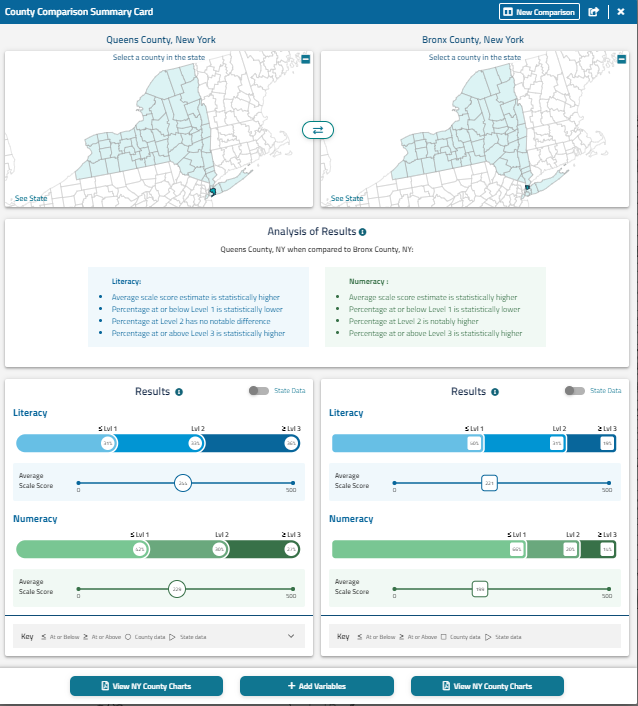 County Comparison Summary Card
New Comparison
Queens County, New York
Bronx County, New York
Select a county in the state
Select a county in the state
See State
See State
Analysis of Results
Queens County, NY when compared to Bronx County, NY:
Literacy:
• Average scale score estimate is statistically higher
• Percentage at or below Level 1 is statistically lower
• Percentage at Level 2 has no notable difference
• Percentage at or above Level 3 is statistically higher
Numeracy :
• Average scale score estimate is statistically higher
• Percentage at or below Level 1 is statistically lower
• Percentage at Level 2 is notably higher
• Percentage at or above Level 3 is statistically higher
Results
State Data
Literacy
≤ Lvl 1 Lvl 2 ≥ Lvl 3
31% 33% 36%
Average
Scale Score
244
0 500
Numeracy
≤ Lvl 1 Lvl 2 ≥ Lvl 3
42% 30% 27%
Average
Scale Score
229
0 500
Key ≤ At or Below ≥ At or Above County data State data
Results
State Data
Literacy
≤ Lvl 1 Lvl 2 ≥ Lvl 3
31% 19%
Average
Scale Score
221
0 500
Numeracy
≤ Lvl 1 Lvl 2 ≥ Lvl 3
20% 14%
Average
Scale Score
199
0 500
Key ≤ At or Below ≥ At or Above County data State data
View NY County Charts
+ Add Variables
View NY County Charts